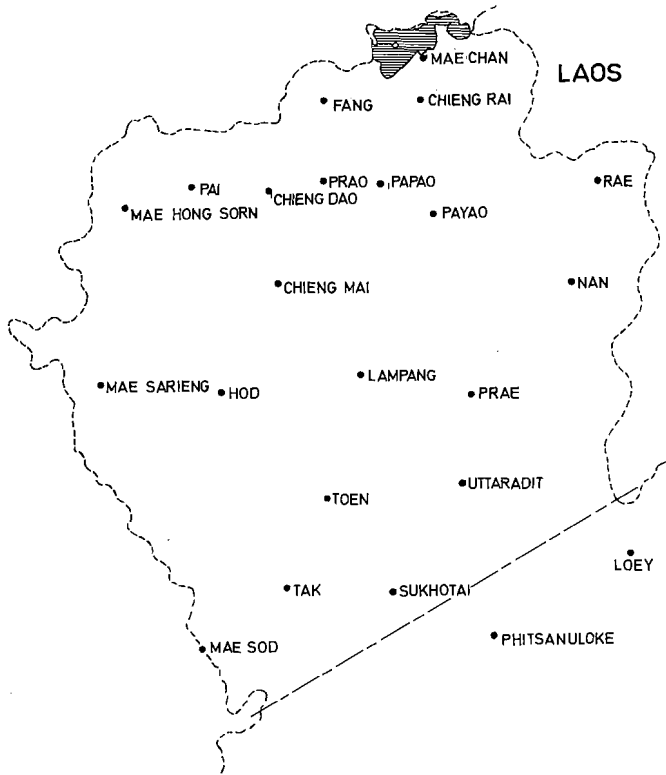 MAE CHAN
LAOS
FANG
CHIENG RAI
PAI
CHIENG DAO
PRAO
PAPAO
RAE
MAE HONG SORN
PAYAO
CHIENG MAI
NAN
MAE SARIENG
HOD
LAMPANG
PRAE
TOEN
UTTARADIT
LOEY
TAK
SUKHOTAI
MAE SOD
PHITSANULOKE